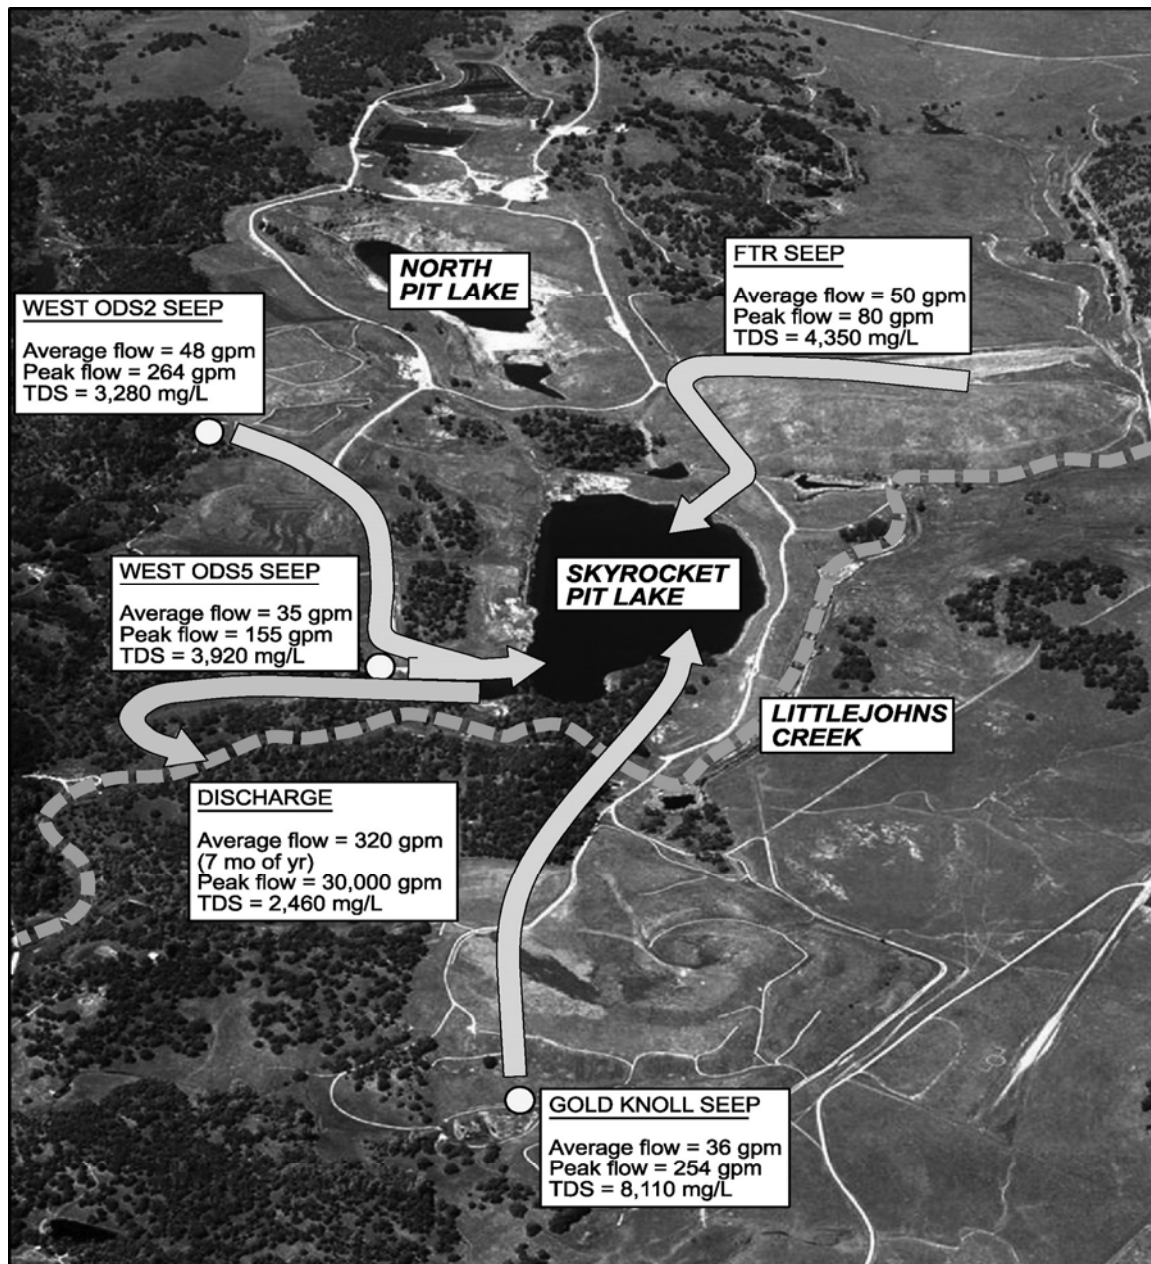 NORTH
PIT LAKE
FTR SEEP
Average flow = 50 gpm
Peak flow = 80 gpm
TDS = 4,350 mg/L
WEST ODS2 SEEP
Average flow = 48 gpm
Peak flow = 264 gpm
TDS = 3,280 mg/L
WEST ODS5 SEEP
Average flow = 35 gpm
Peak flow = 155 gpm
TDS = 3,920 mg/L
SKYROCKET
PIT LAKE
LITTLEJOHNS
CREEK
DISCHARGE
Average flow = 320 gpm
(7 mo of yr)
Peak flow = 30,000 gpm
TDS = 2,460 mg/L
GOLD KNOLL SEEP
Average flow = 36 gpm
Peak flow = 254 gpm
TDS = 8,110 mg/L